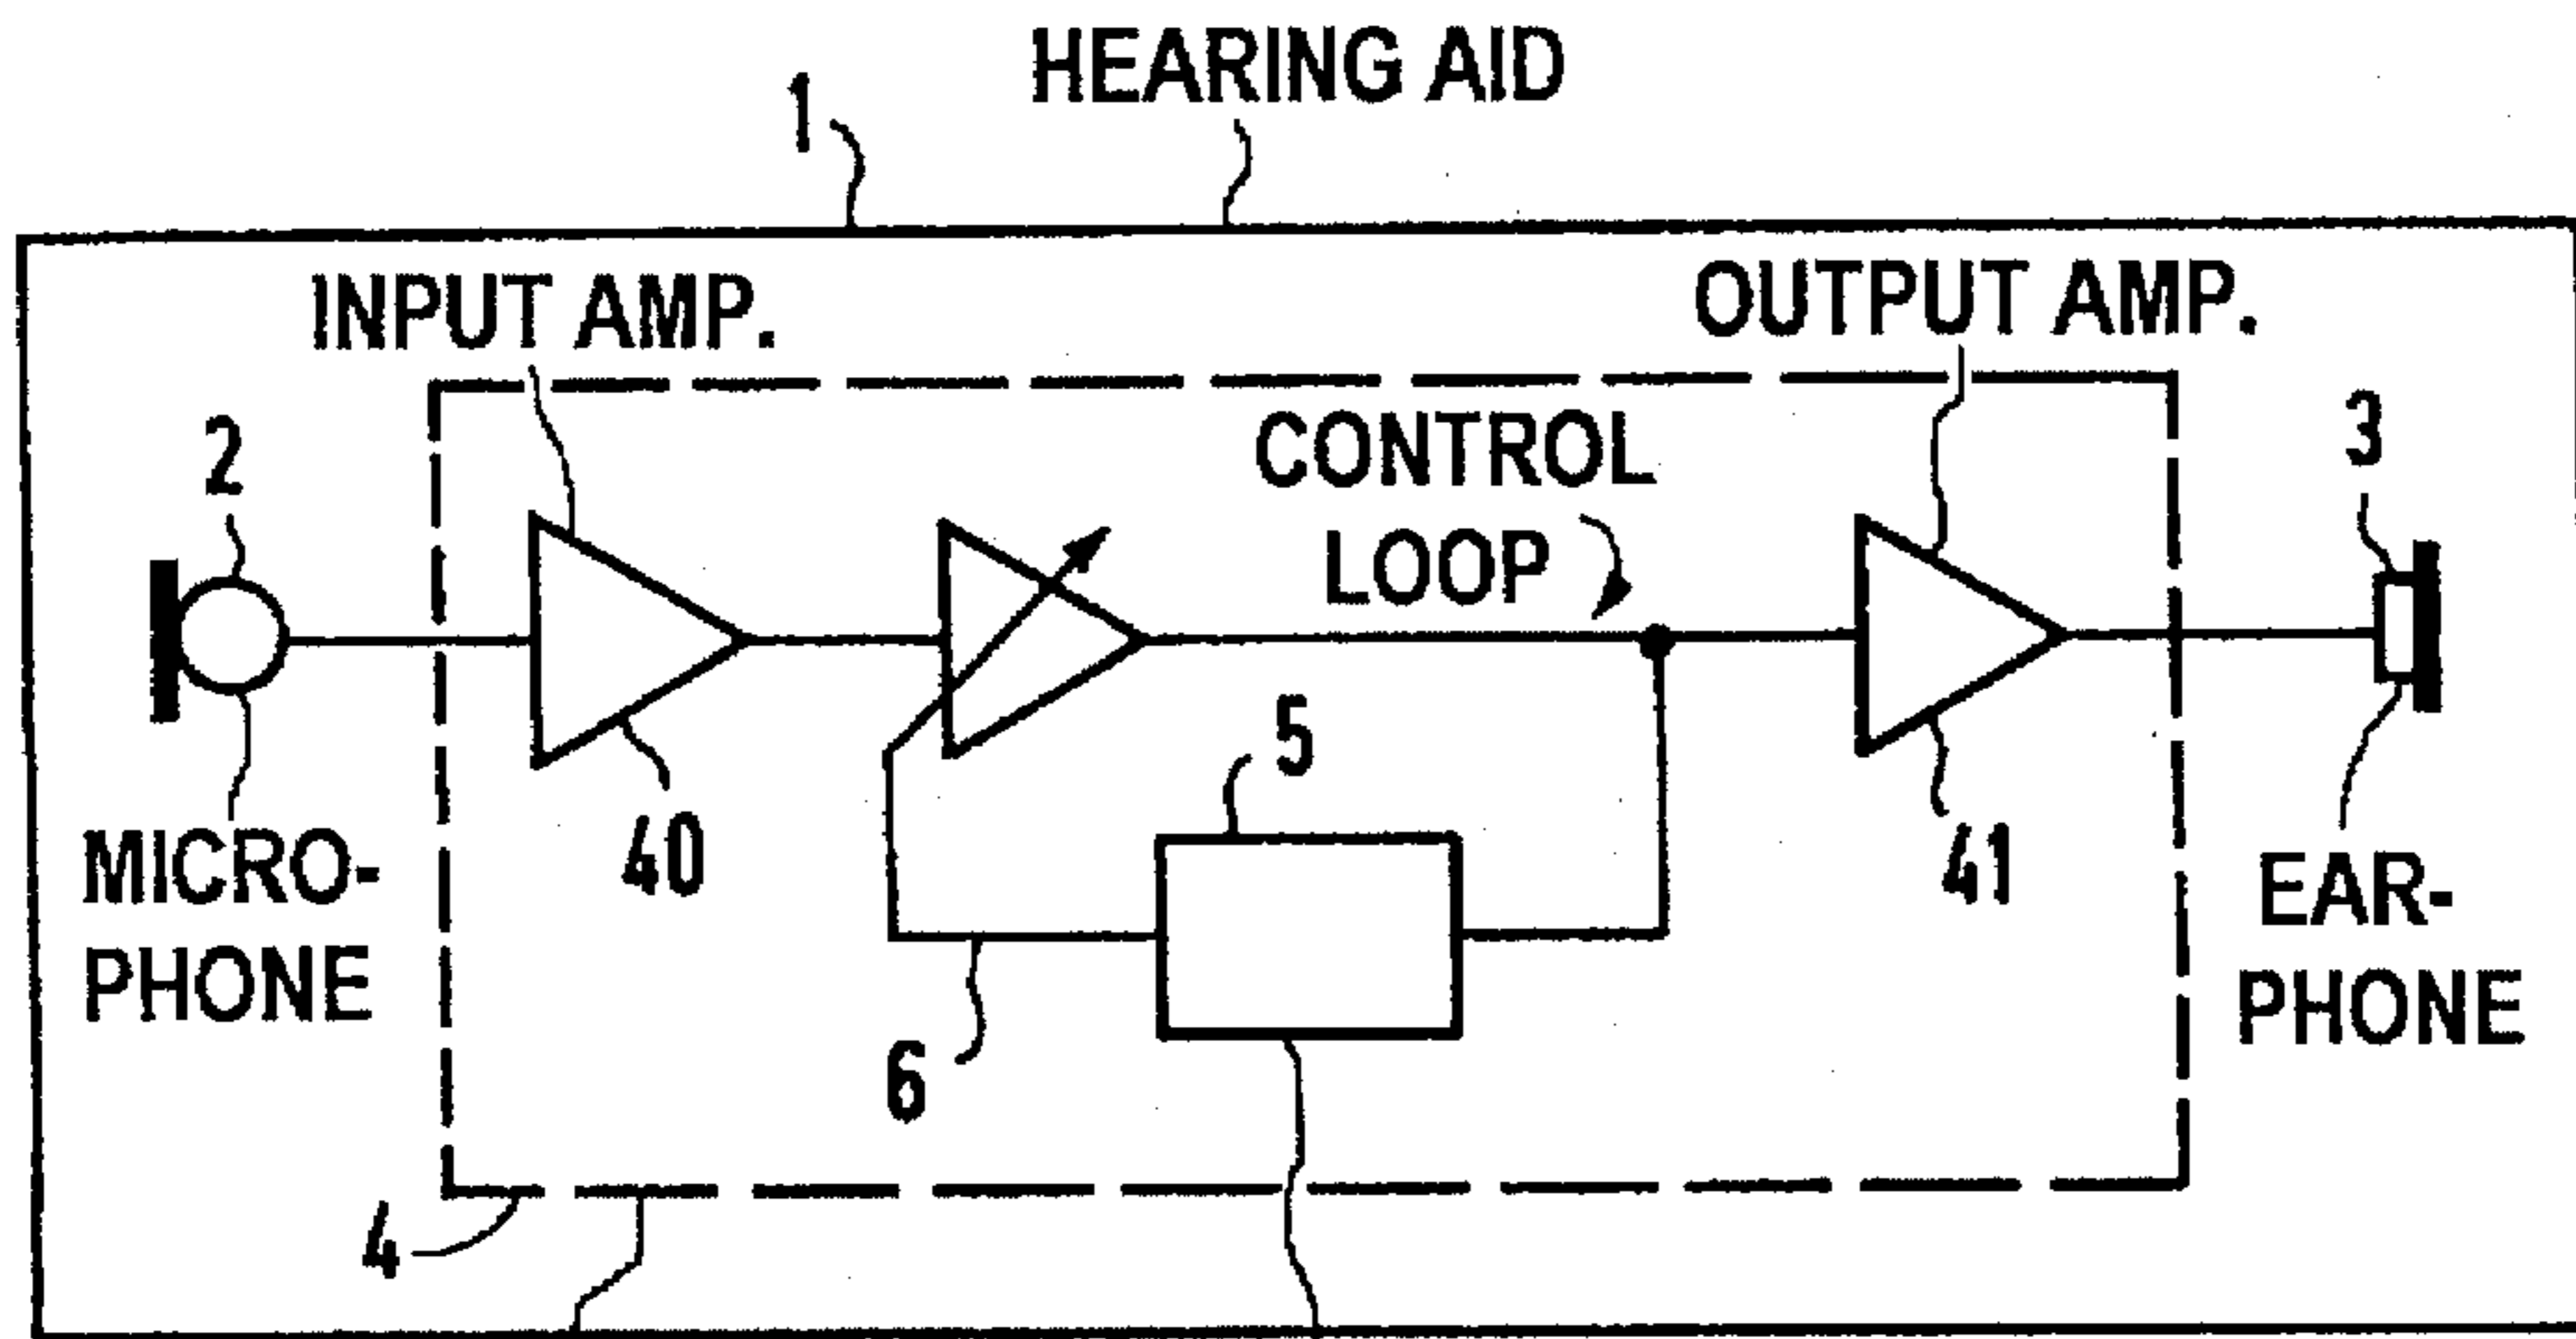 HEARING AID
1
INPUT AMP.
OUTPUT AMP.
2
CONTROL
LOOP
3
5
40
41
MICRO-
PHONE
EAR-
PHONE
6
4